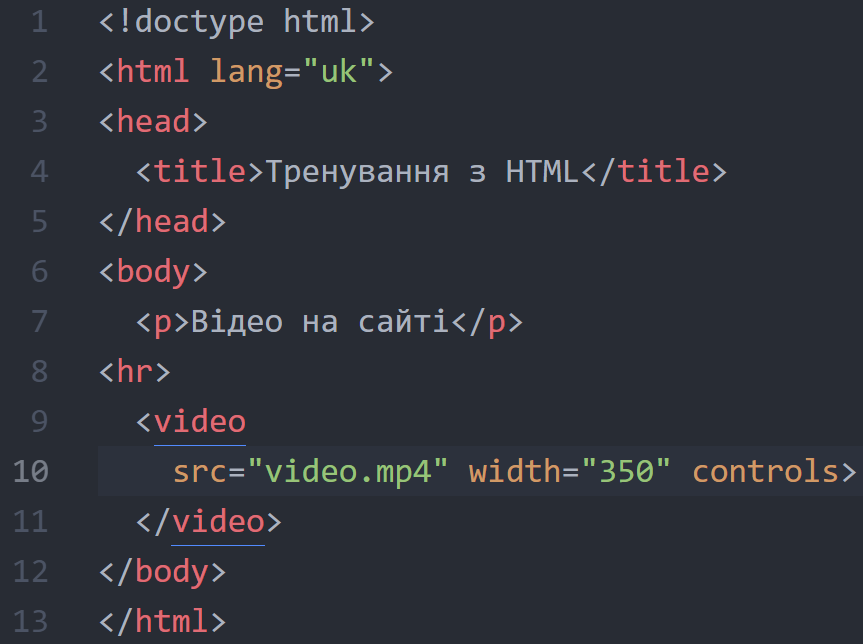 1 <!doctype html>
2 <html lang="uk">
3 <head>
4   <title>Тренування з HTML</title>
5 </head>
6 <body>
7   <p>Відео на сайті</p>
8 <hr>
9   <video
10     src="video.mp4" width="350" controls>
11   </video>
12 </body>
13 </html>